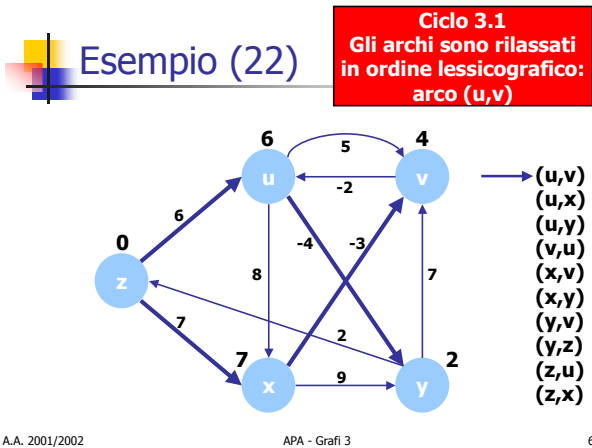 Esempio (22)
Ciclo 3.1
Gli archi sono rilassati
in ordine lessicografico:
arco (u,v)
6
5
4
u
v
-2
6
-4
-3
0
z
8
7
7
2
7
x
9
y
2
(u,v)
(u,x)
(u,y)
(v,u)
(x,v)
(x,y)
(y,v)
(y,z)
(z,u)
(z,x)
A.A. 2001/2002
APA - Grafi 3
6